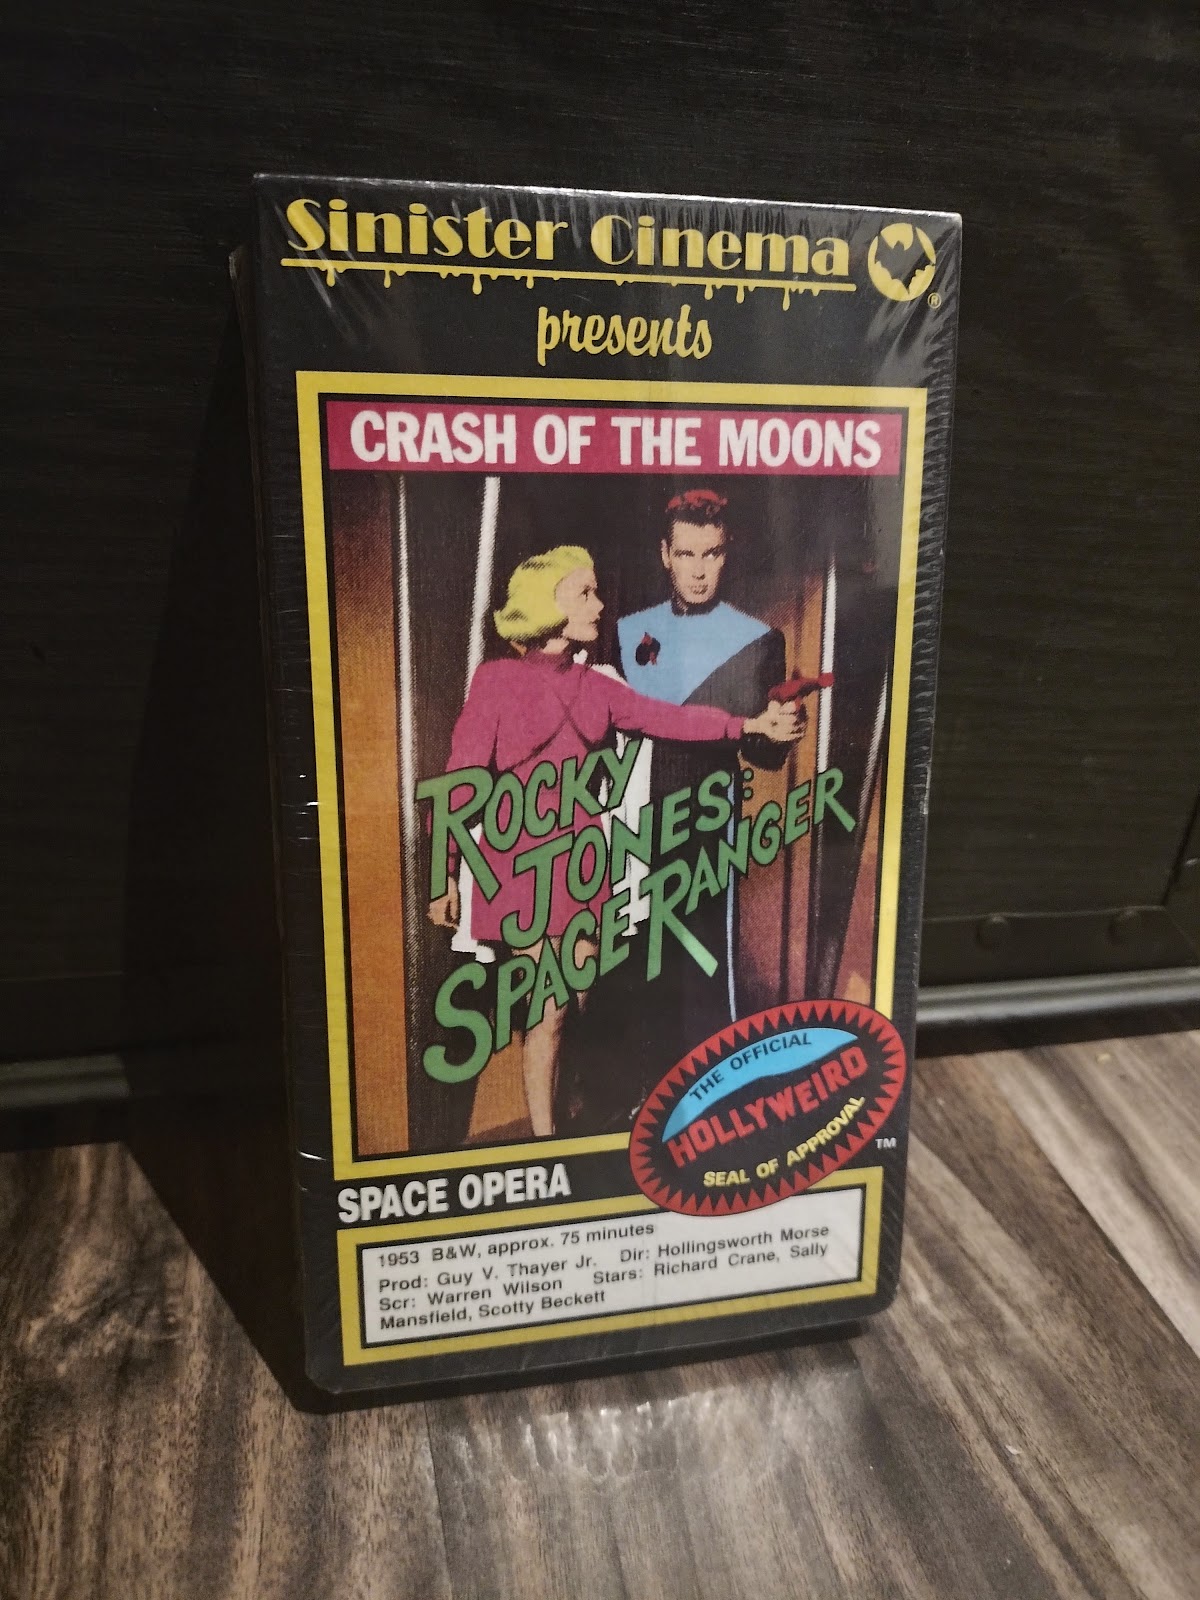 Sinister Cinema
®
presents
CRASH OF THE MOONS
ROCKY
JONES:
SPACE RANGER
THE OFFICIAL
HOLLYWEIRD
SEAL OF APPROVAL
TM
SPACE OPERA
1953 B&W, approx. 75 minutes
Prod: Guy V. Thayer Jr. Dir: Hollingsworth Morse
Scr: Warren Wilson Stars: Richard Crane, Sally
Mansfield, Scotty Beckett